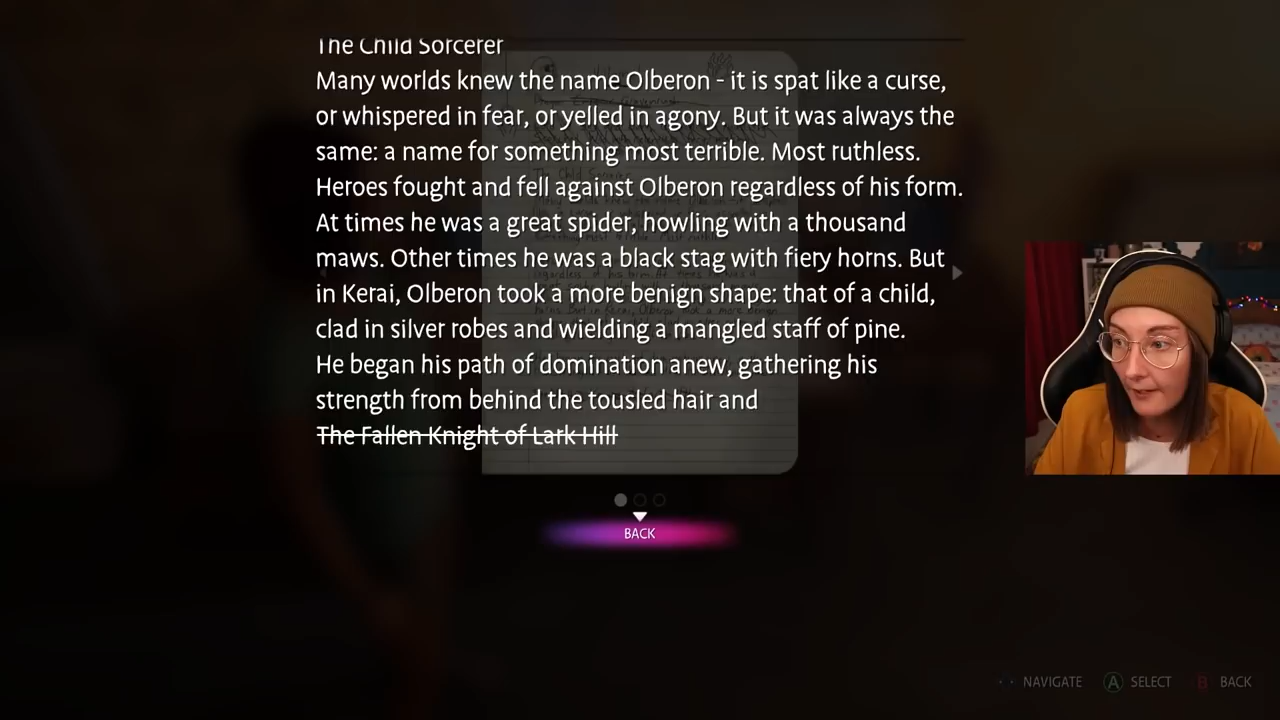 The Child Sorcerer
Many worlds knew the name Olberon - it is spat like a curse,
or whispered in fear, or yelled in agony. But it was always the
same: a name for something most terrible. Most ruthless.
Heroes fought and fell against Olberon regardless of his form.
At times he was a great spider, howling with a thousand
maws. Other times he was a black stag with fiery horns. But
in Kerai, Olberon took a more benign shape: that of a child,
clad in silver robes and wielding a mangled staff of pine.
He began his path of domination anew, gathering his
strength from behind the tousled hair and
The Fallen Knight of Lark Hill
BACK
NAVIGATE A SELECT B BACK